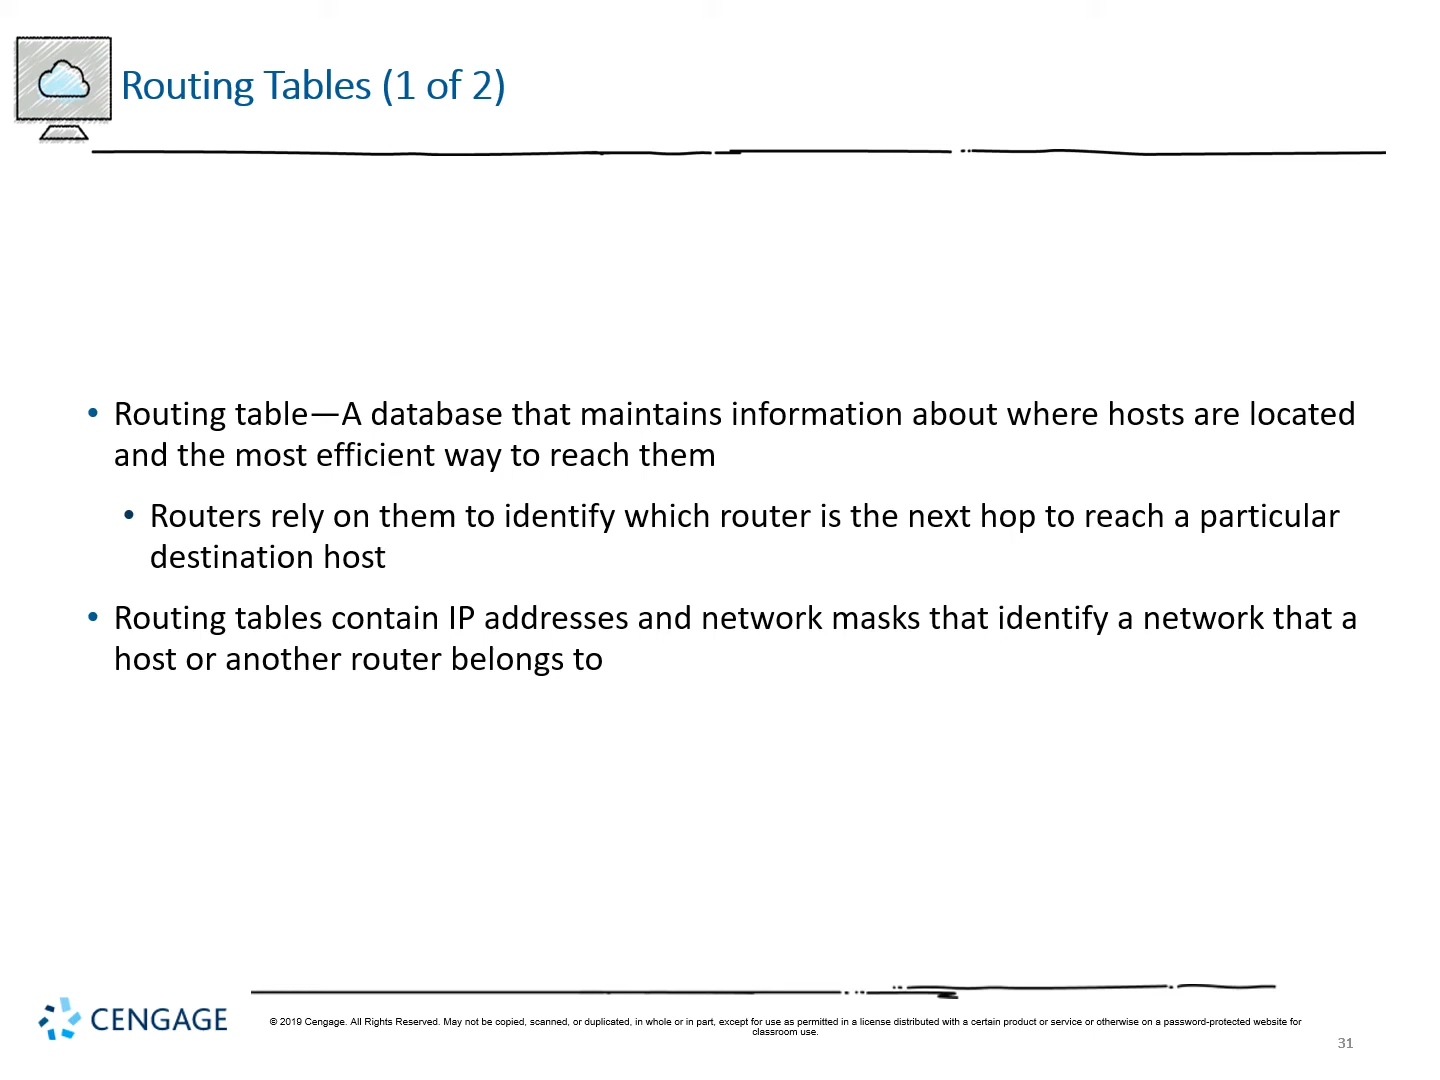 Routing Tables (1 of 2)
• Routing table—A database that maintains information about where hosts are located
and the most efficient way to reach them
• Routers rely on them to identify which router is the next hop to reach a particular
destination host
• Routing tables contain IP addresses and network masks that identify a network that a
host or another router belongs to
CENGAGE
© 2019 Cengage. All Rights Reserved. May not be copied, scanned, or duplicated, in whole or in part, except for use as permitted in a license distributed with a certain product or service or otherwise on a password-protected website for
classroom use.
31